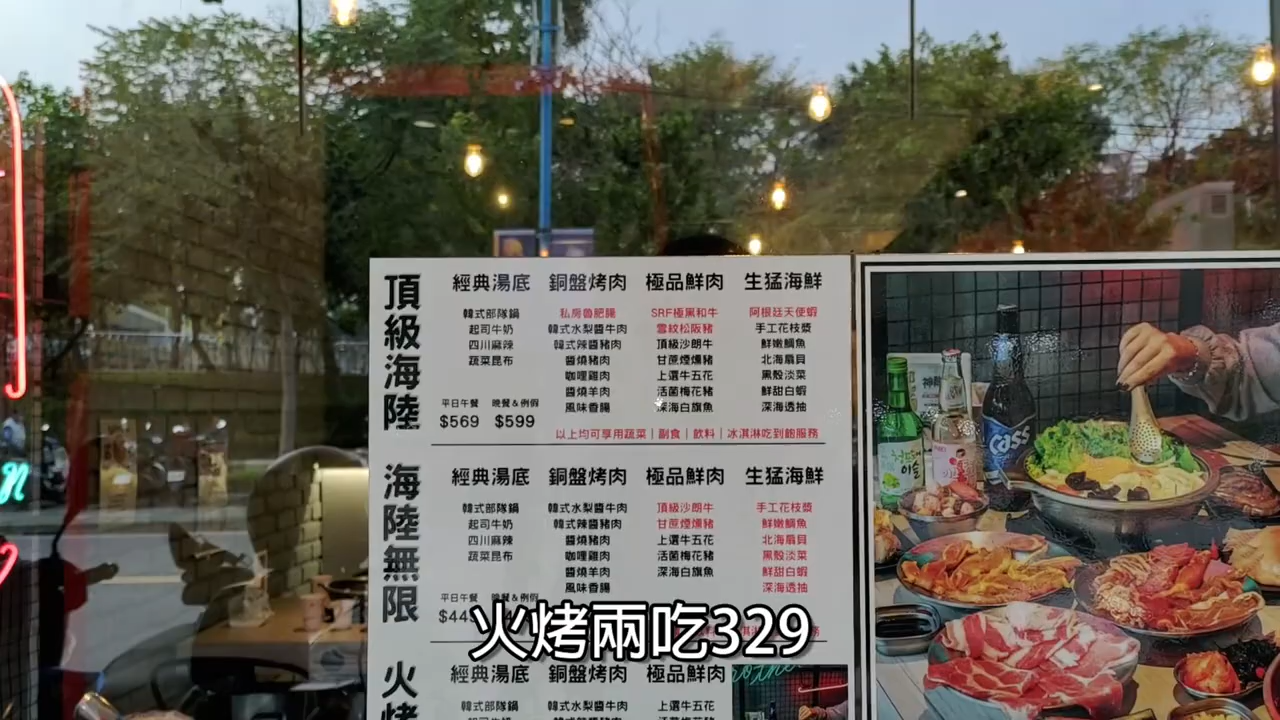 頂級海陸
經典湯底 銅盤烤肉 極品鮮肉 生猛海鮮
韓式部隊鍋 私房魯肥腸 SRF極黑和牛 阿根廷天使蝦
起司牛奶 韓式水梨醬牛肉 雲紋松阪豬 手工花枝漿
四川麻辣 韓式辣醬豬肉 頂級沙朗牛 鮮嫩鯛魚
蔬菜昆布 醬燒豬肉 甘蔗煙燻豬 北海扇貝
咖哩雞肉 上選牛五花 黑殼淡菜
醬燒羊肉 活菌梅花豬 鮮甜白蝦
風味香腸 深海白旗魚 深海透抽
平日午餐 晚餐&例假
$569 $599
以上均可享用蔬菜｜副食｜飲料｜冰淇淋吃到飽服務
海陸無限
經典湯底 銅盤烤肉 極品鮮肉 生猛海鮮
韓式部隊鍋 韓式水梨醬牛肉 頂級沙朗牛 手工花枝漿
起司牛奶 韓式辣醬豬肉 甘蔗煙燻豬 鮮嫩鯛魚
四川麻辣 醬燒豬肉 上選牛五花 北海扇貝
蔬菜昆布 咖哩雞肉 活菌梅花豬 黑殼淡菜
醬燒羊肉 深海白旗魚 鮮甜白蝦
風味香腸 深海透抽
平日午餐 晚餐&例假
火烤兩吃329
火烤
經典湯底 銅盤烤肉 極品鮮肉
韓式部隊鍋 韓式水梨醬牛肉 上選牛五花
cass